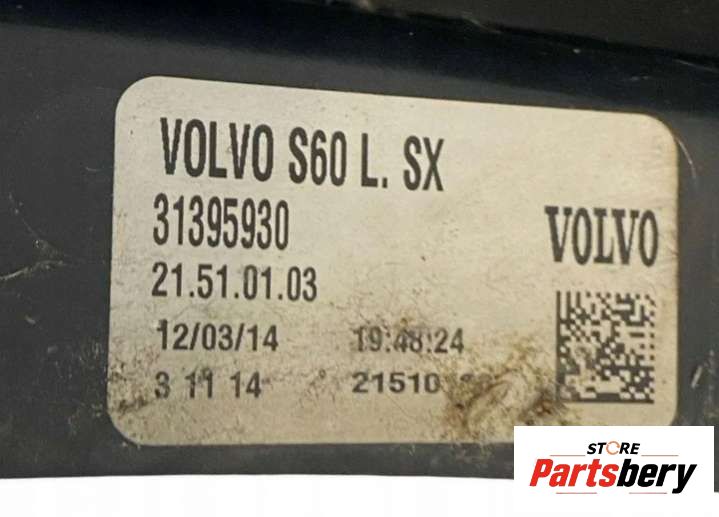 VOLVO S60 L. SX
31395930
VOLVO
21.51.01.03
12/03/14 19:48:24
3 11 14 21510
STORE
Partsbery